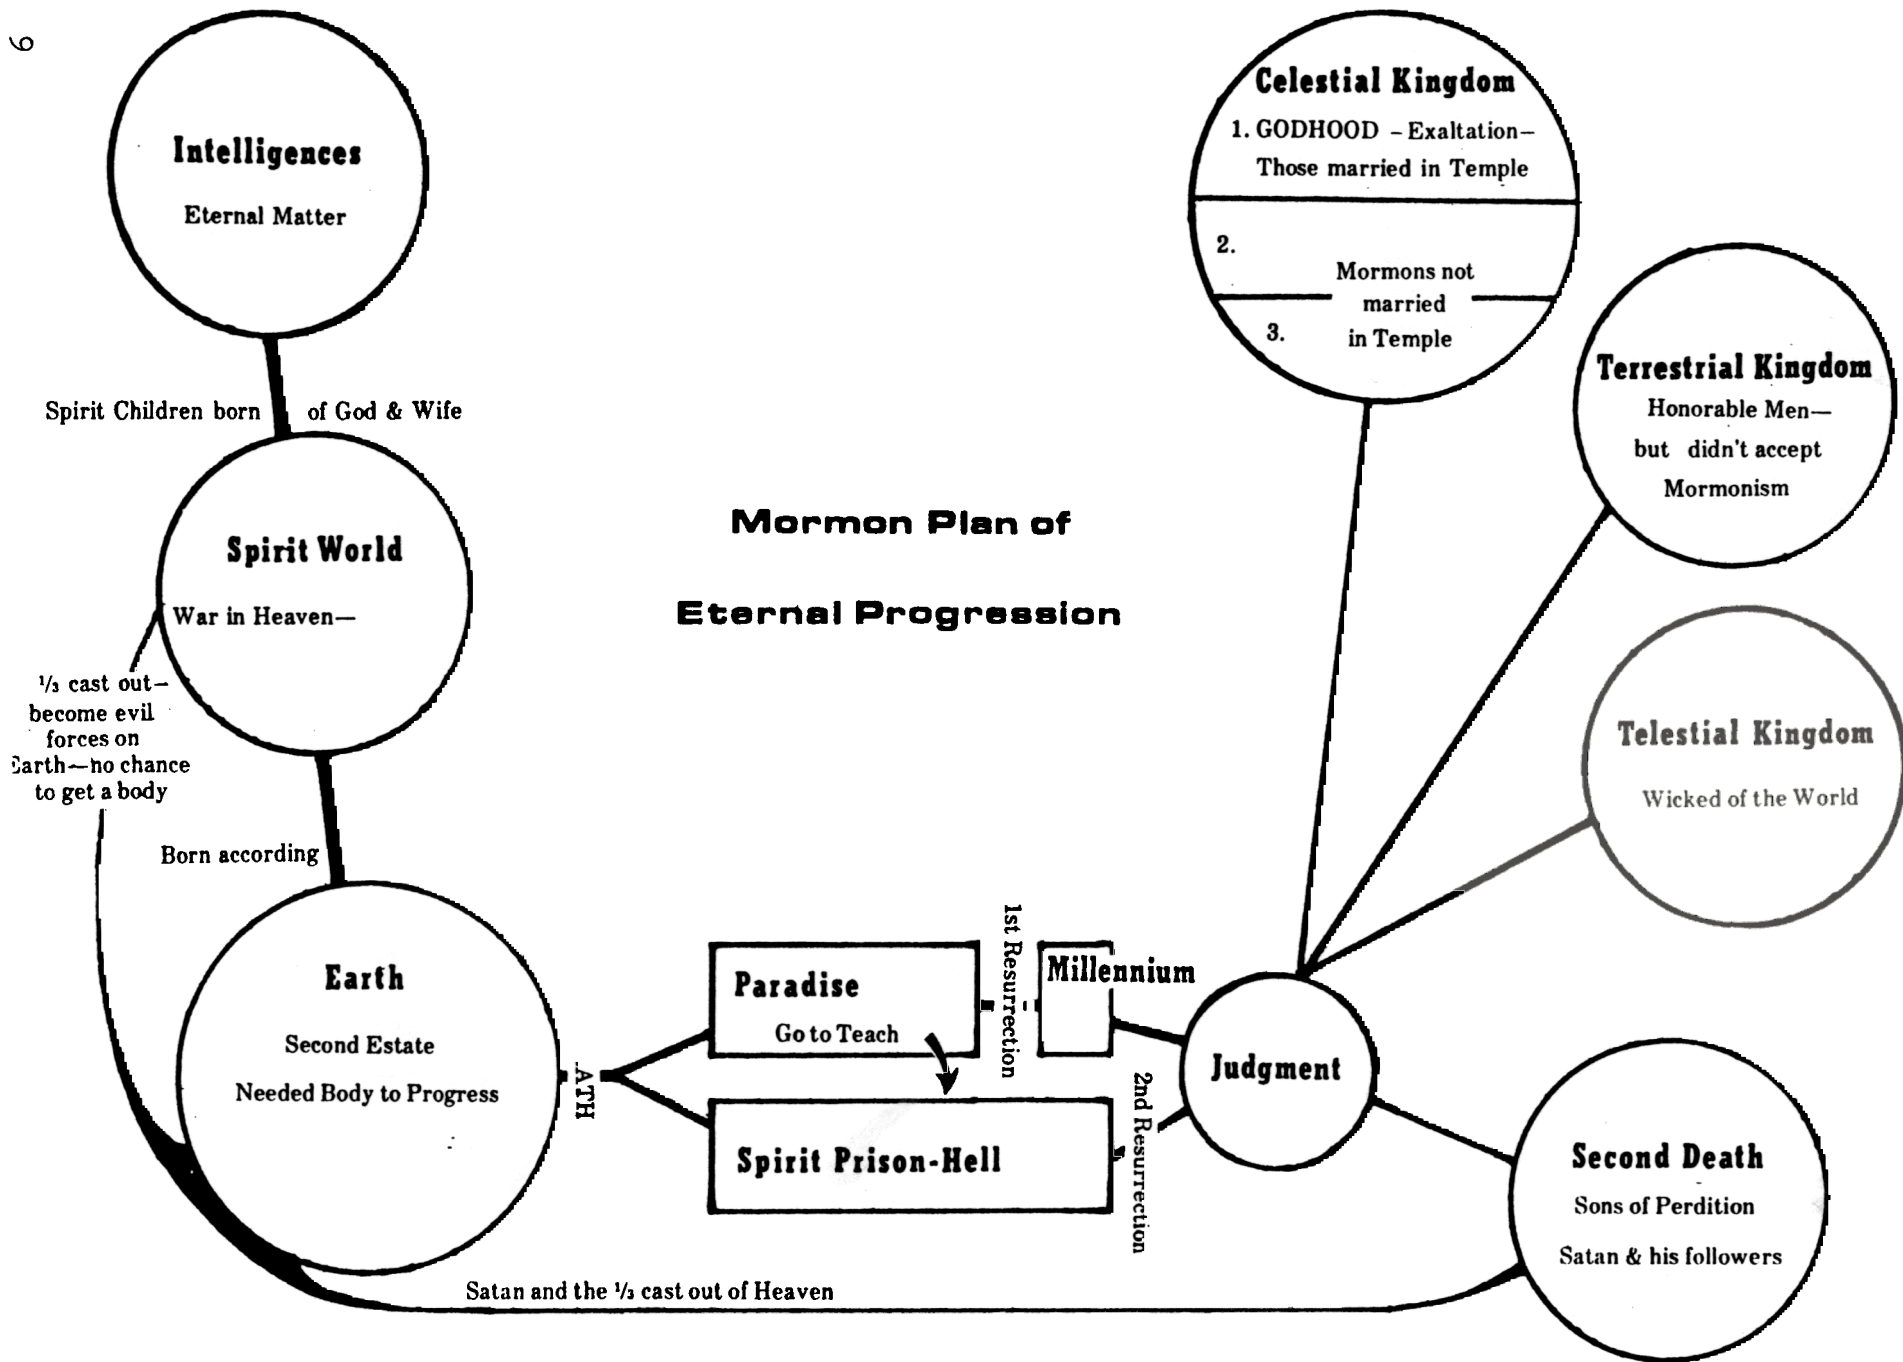 6
Intelligences
Eternal Matter
Spirit Children born of God & Wife
Spirit World
War in Heaven—
⅓ cast out—
become evil
forces on
Earth—no chance
to get a body
Born according
Earth
Second Estate
Needed Body to Progress
Mormon Plan of
Eternal Progression
ATH
Paradise
Go to Teach
1st Resurrection
Millennium
Spirit Prison-Hell
2nd Resurrection
Judgment
Celestial Kingdom
1. GODHOOD – Exaltation–
Those married in Temple
2.
Mormons not
married
3. in Temple
Terrestrial Kingdom
Honorable Men—
but didn't accept
Mormonism
Telestial Kingdom
Wicked of the World
Second Death
Sons of Perdition
Satan & his followers
Satan and the ⅓ cast out of Heaven